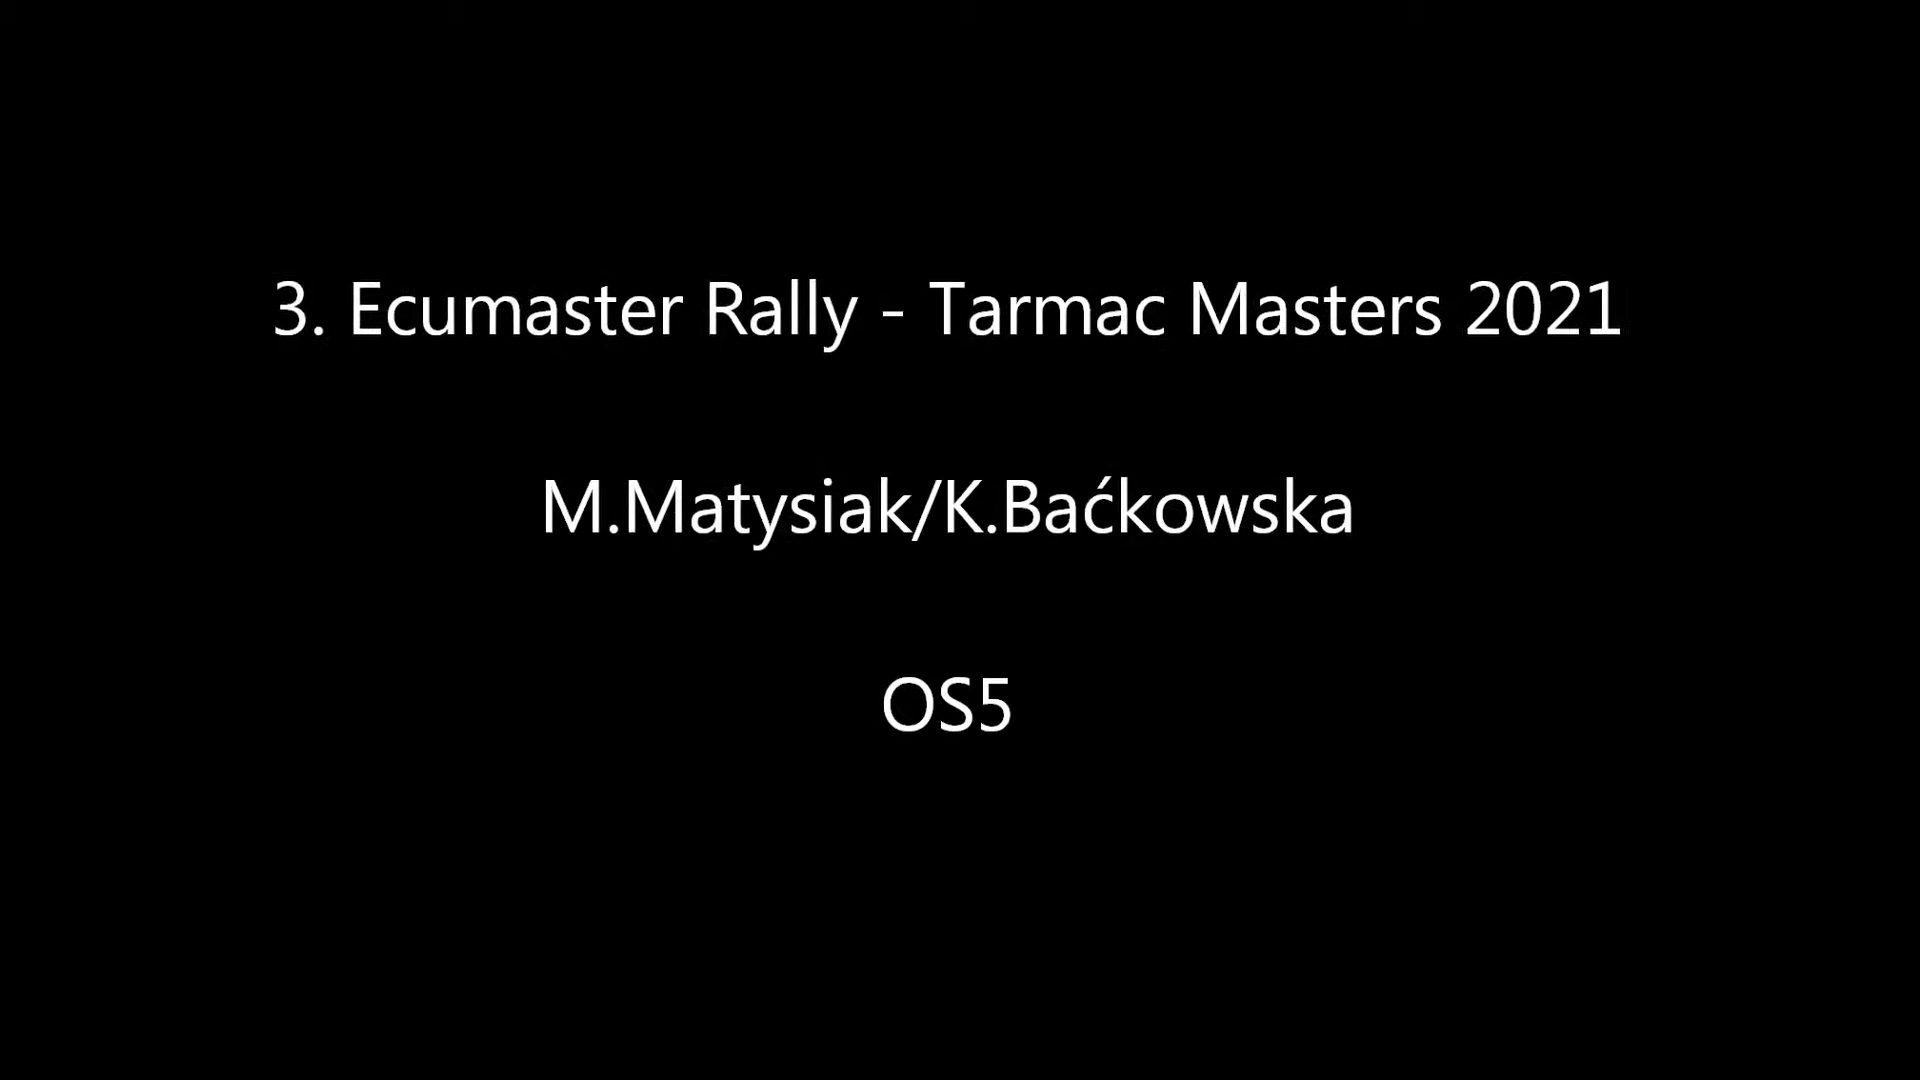 3. Ecumaster Rally - Tarmac Masters 2021
M.Matysiak/K.Baćkowska
OS5